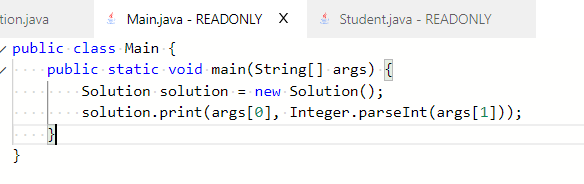 tion.java Main.java - READONLY X Student.java - READONLY
public class Main {
public static void main(String[] args) {
Solution solution = new Solution();
solution.print(args[0], Integer.parseInt(args[1]));
}
}